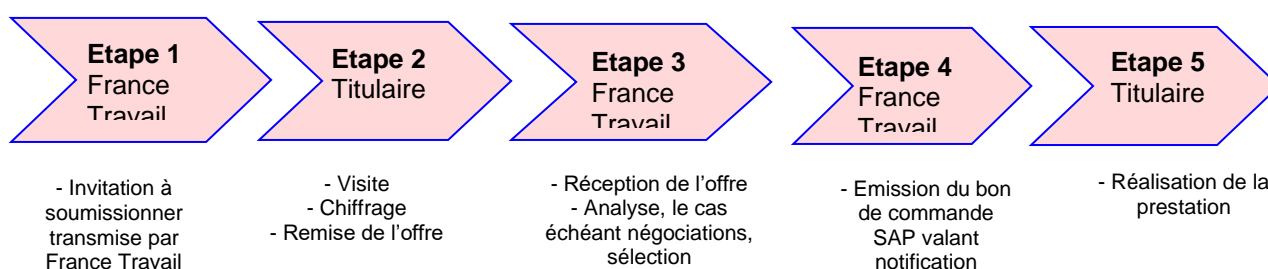 Etape 1
France
Travail
Etape 2
Titulaire
Etape 3
France
Travail
Etape 4
France
Travail
Etape 5
Titulaire
- Invitation à
soumissionner
transmise par
France Travail
- Visite
- Chiffrage
- Remise de l’offre
- Réception de l’offre
- Analyse, le cas
échéant négociations,
sélection
- Emission du bon
de commande
SAP valant
notification
- Réalisation de la
prestation